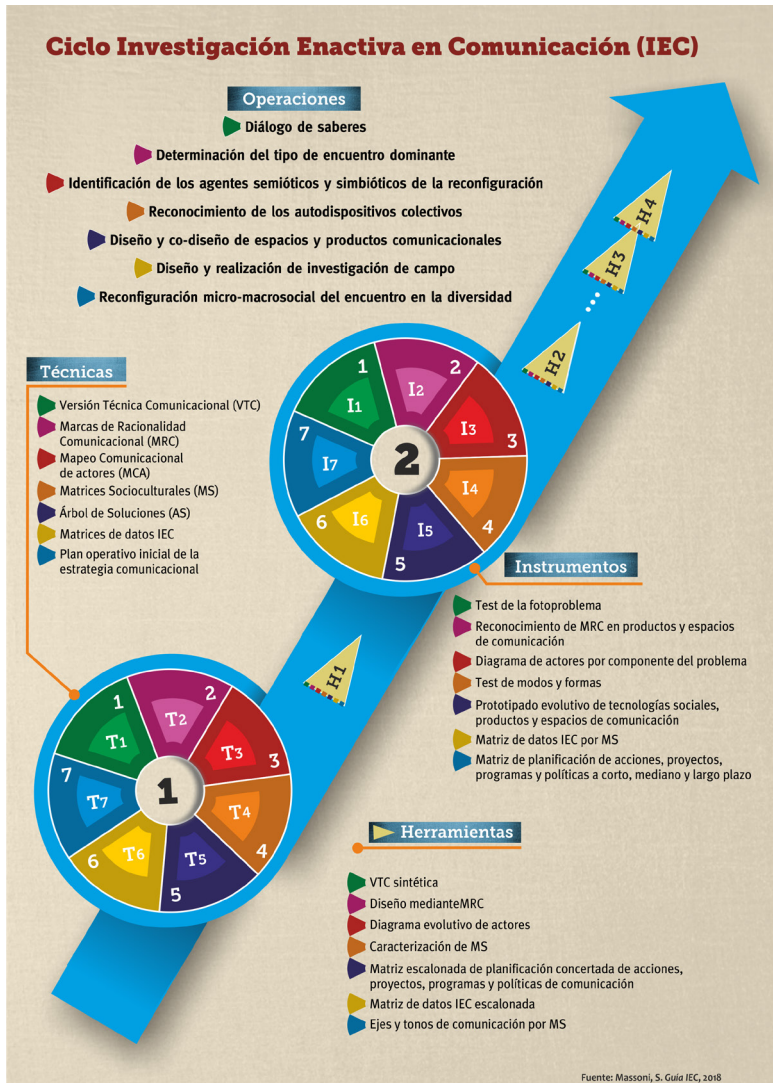 Ciclo Investigación Enactiva en Comunicación (IEC)
Operaciones
Diálogo de saberes
Determinación del tipo de encuentro dominante
Identificación de los agentes semióticos y simbióticos de la reconfiguración
Reconocimiento de los autodispositivos colectivos
Diseño y co-diseño de espacios y productos comunicacionales
Diseño y realización de investigación de campo
Reconfiguración micro-macrosocial del encuentro en la diversidad
H4
H3
...
H2
Técnicas
Versión Técnica Comunicacional (VTC)
Marcas de Racionalidad
Comunicacional (MRC)
Mapeo Comunicacional
de actores (MCA)
Matrices Socioculturales (MS)
Árbol de Soluciones (AS)
Matrices de datos IEC
Plan operativo inicial de la
estrategia comunicacional
2
1
I1
2
I2
3
I3
4
I4
5
I5
6
I6
7
I7
Instrumentos
Test de la fotoproblema
Reconocimiento de MRC en productos y espacios
de comunicación
Diagrama de actores por componente del problema
Test de modos y formas
Prototipado evolutivo de tecnologías sociales,
productos y espacios de comunicación
Matriz de datos IEC por MS
Matriz de planificación de acciones, proyectos,
programas y políticas a corto, mediano y largo plazo
H1
1
1
T1
2
T2
3
T3
4
T4
5
T5
6
T6
7
T7
Herramientas
VTC sintética
Diseño medianteMRC
Diagrama evolutivo de actores
Caracterización de MS
Matriz escalonada de planificación concertada de acciones,
proyectos, programas y políticas de comunicación
Matriz de datos IEC escalonada
Ejes y tonos de comunicación por MS
Fuente: Massoni, S. Guía IEC, 2018